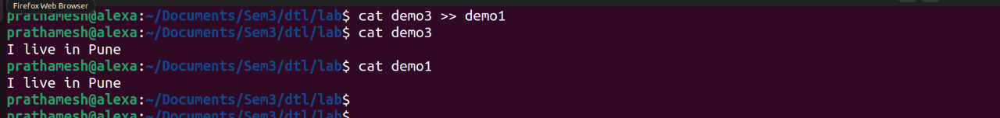 Firefox Web Browser
prathamesh@alexa:~/Documents/Sem3/dtl/lab$ cat demo3 >> demo1
prathamesh@alexa:~/Documents/Sem3/dtl/lab$ cat demo3
I live in Pune
prathamesh@alexa:~/Documents/Sem3/dtl/lab$ cat demo1
I live in Pune
prathamesh@alexa:~/Documents/Sem3/dtl/lab$
prathamesh@alexa:~/Documents/Sem3/dtl/lab$